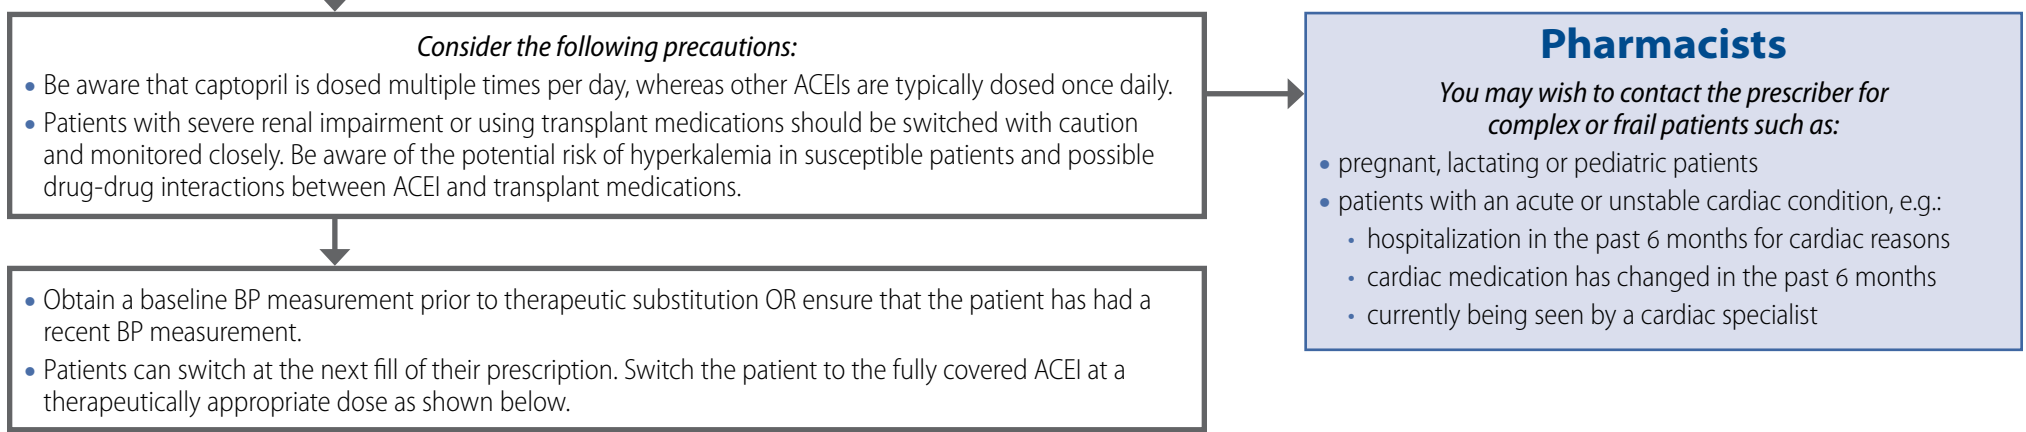 Consider the following precautions:
• Be aware that captopril is dosed multiple times per day, whereas other ACEIs are typically dosed once daily.
• Patients with severe renal impairment or using transplant medications should be switched with caution
and monitored closely. Be aware of the potential risk of hyperkalemia in susceptible patients and possible
drug-drug interactions between ACEI and transplant medications.
• Obtain a baseline BP measurement prior to therapeutic substitution OR ensure that the patient has had a
recent BP measurement.
• Patients can switch at the next fill of their prescription. Switch the patient to the fully covered ACEI at a
therapeutically appropriate dose as shown below.
Pharmacists
You may wish to contact the prescriber for
complex or frail patients such as:
• pregnant, lactating or pediatric patients
• patients with an acute or unstable cardiac condition, e.g.:
• hospitalization in the past 6 months for cardiac reasons
• cardiac medication has changed in the past 6 months
• currently being seen by a cardiac specialist